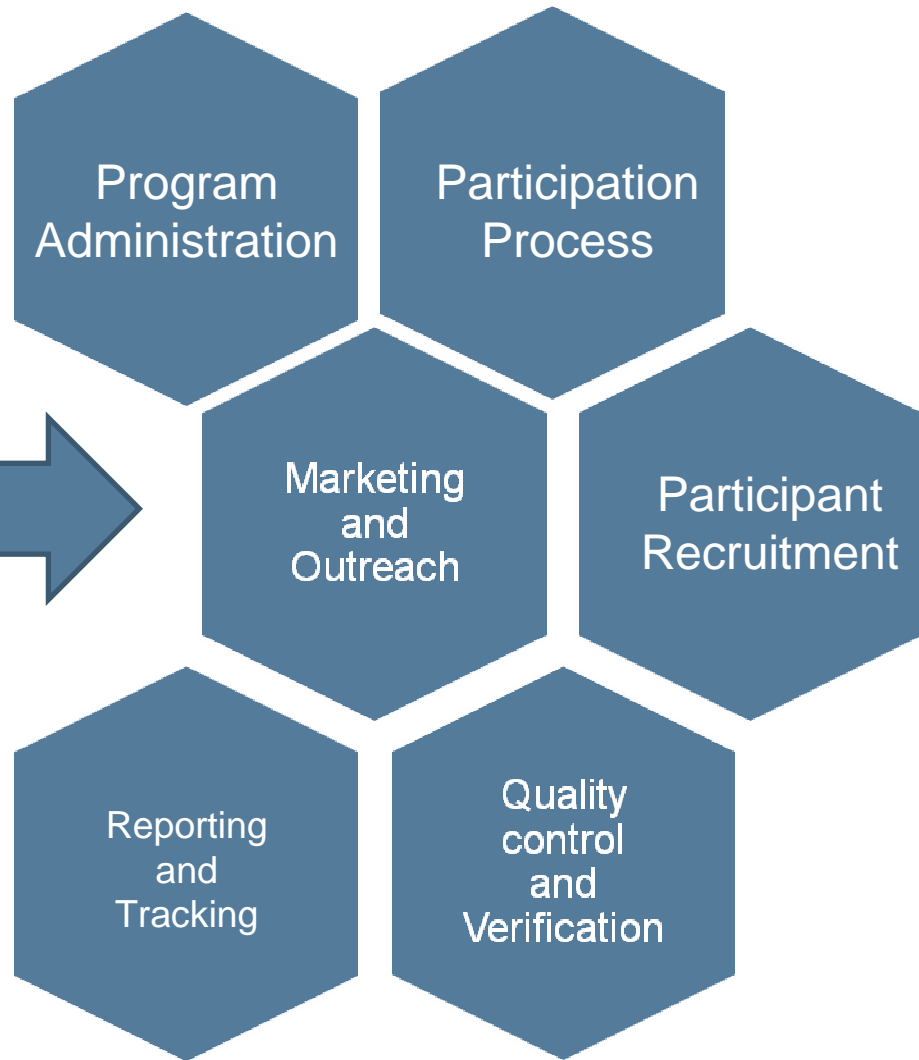 Program
Administration
Participation
Process
Marketing
and
Outreach
Participant
Recruitment
Reporting
and
Tracking
Quality
control
and
Verification